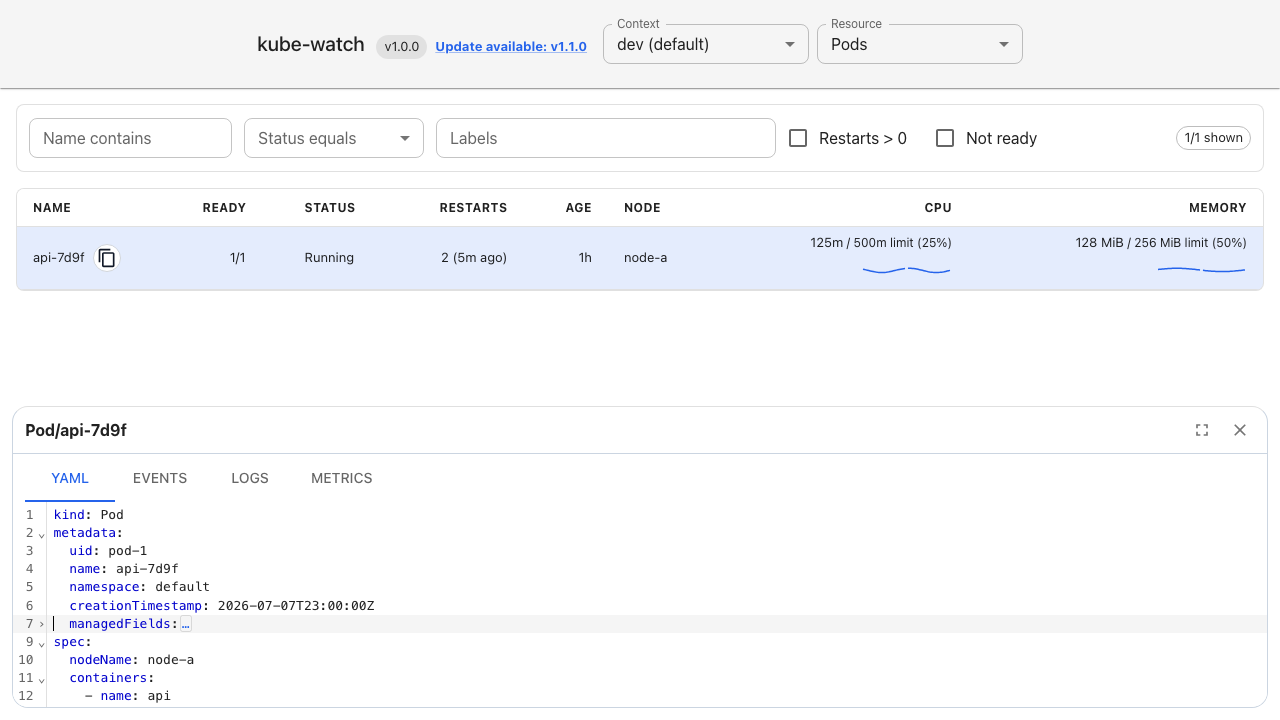 kube-watch v1.0.0 Update available: v1.1.0 Context dev (default) Resource Pods
Name contains Status equals Labels Restarts > 0 Not ready 1/1 shown
NAME READY STATUS RESTARTS AGE NODE CPU MEMORY
api-7d9f 1/1 Running 2 (5m ago) 1h node-a 125m / 500m limit (25%) 128 MiB / 256 MiB limit (50%)
Pod/api-7d9f
YAML EVENTS LOGS METRICS
1 kind: Pod
2 metadata:
3 uid: pod-1
4 name: api-7d9f
5 namespace: default
6 creationTimestamp: 2026-07-07T23:00:00Z
7 managedFields:…
9 spec:
10 nodeName: node-a
11 containers:
12 - name: api